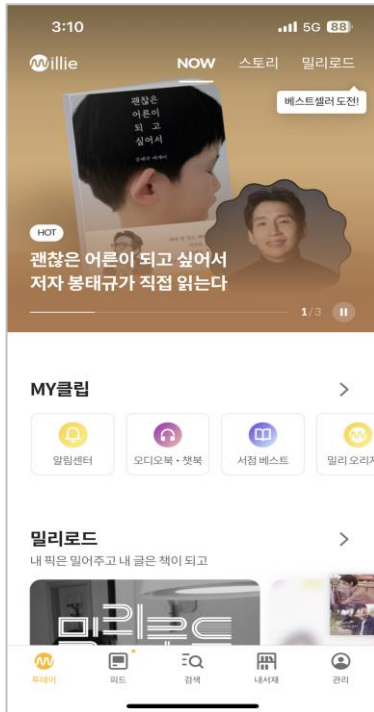 3:10
5G 88
Willie
NOW
스토리
밀리로드
베스트셀러 도전!
괜찮은
어른이
되 고
싶어서
HOT
괜찮은 어른이 되고 싶어서
저자 봉태규가 직접 읽는다
1/3
MY클립
알림센터
오디오북・챗북
서점 베스트
밀리 오리지
밀리로드
내 픽은 밀어주고 내 글은 책이 되고
밀리로드
투데이
피드
검색
내서재
관리